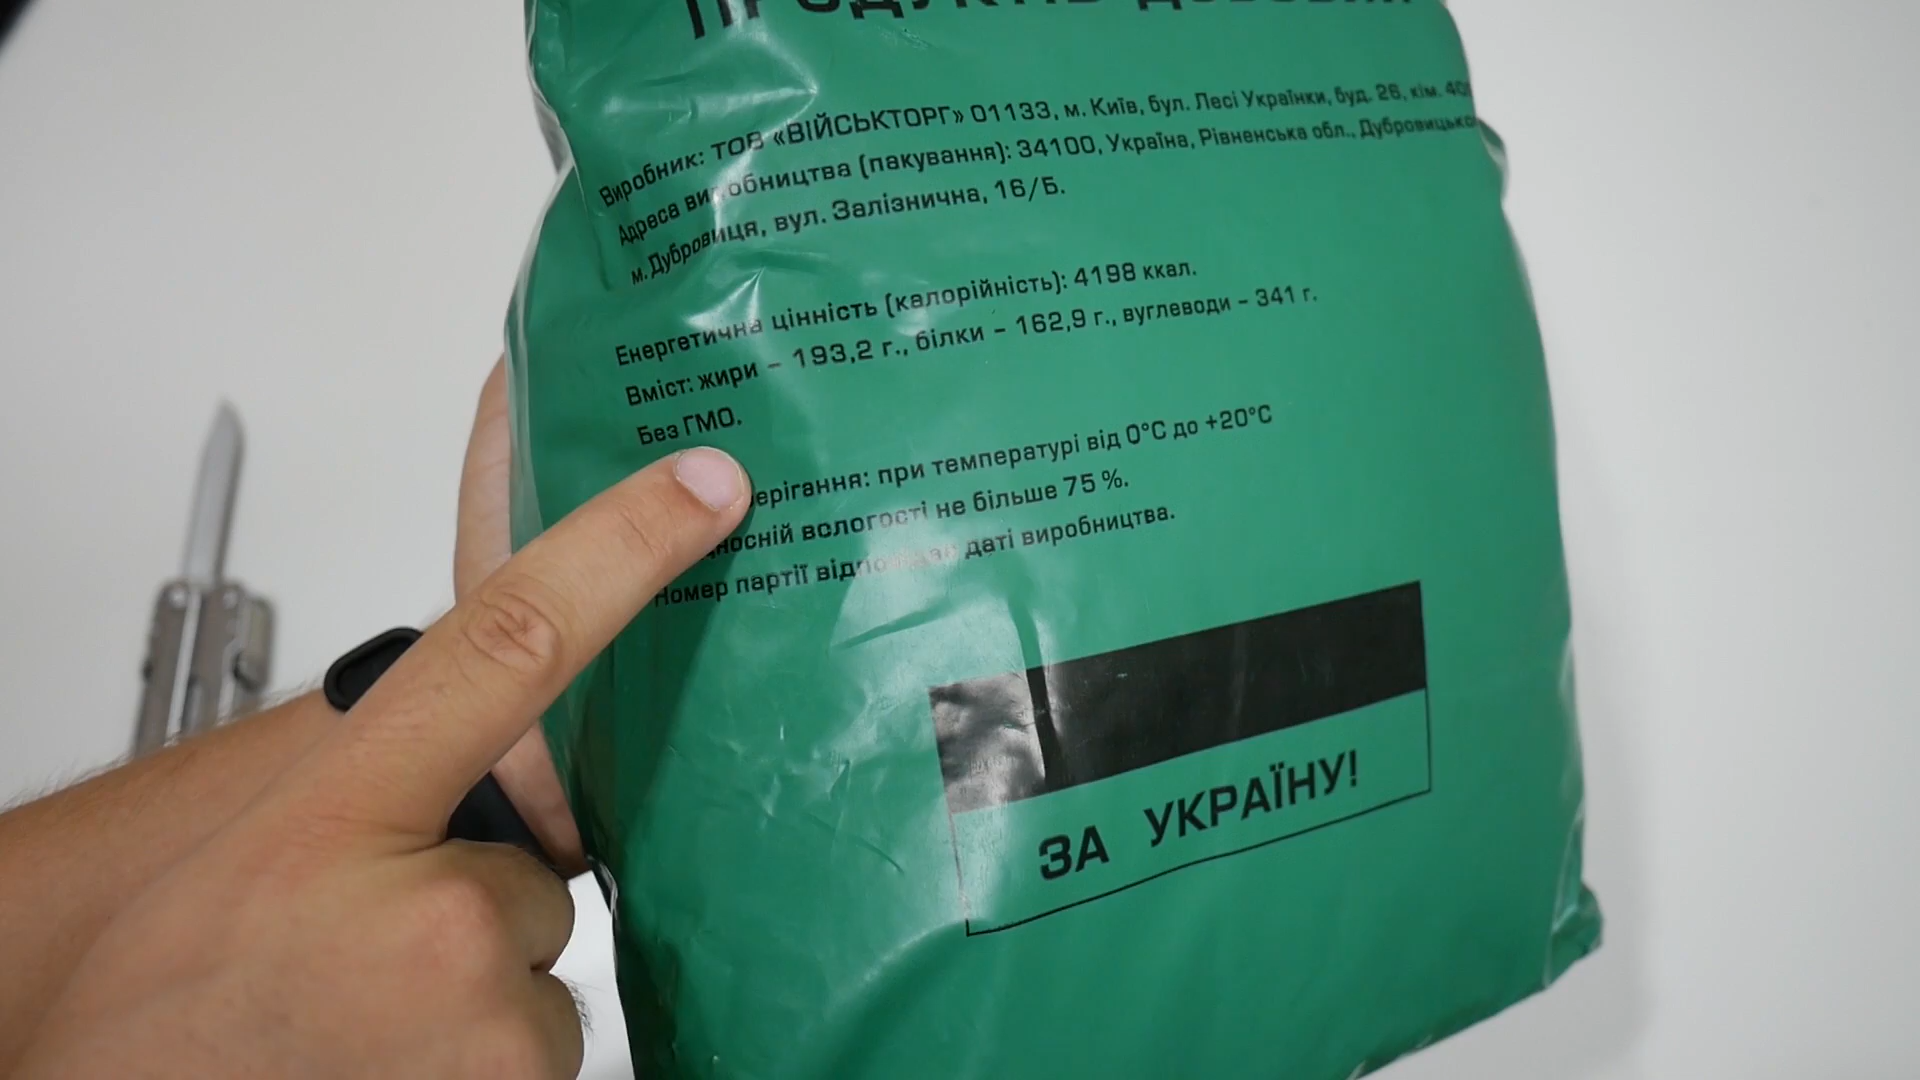 Виробник: ТОВ «ВІЙСЬКТОРГ» 01133, м. Київ, бул. Лесі Українки, буд. 26, кім.
Адреса виробництва (пакування): 34100, Україна, Рівненська обл.,
м. Дубровиця, вул. Залізнична, 16/Б.
Енергетична цінність (калорійність): 4198 ккал.
Вміст: жири – 193,2 г., білки – 162,9 г., вуглеводи – 341 г.
Без ГМО.
при температурі від 0°С до +20°С
вологості не більше 75 %.
Номер партії відповідає даті виробництва.
ЗА УКРАЇНУ!